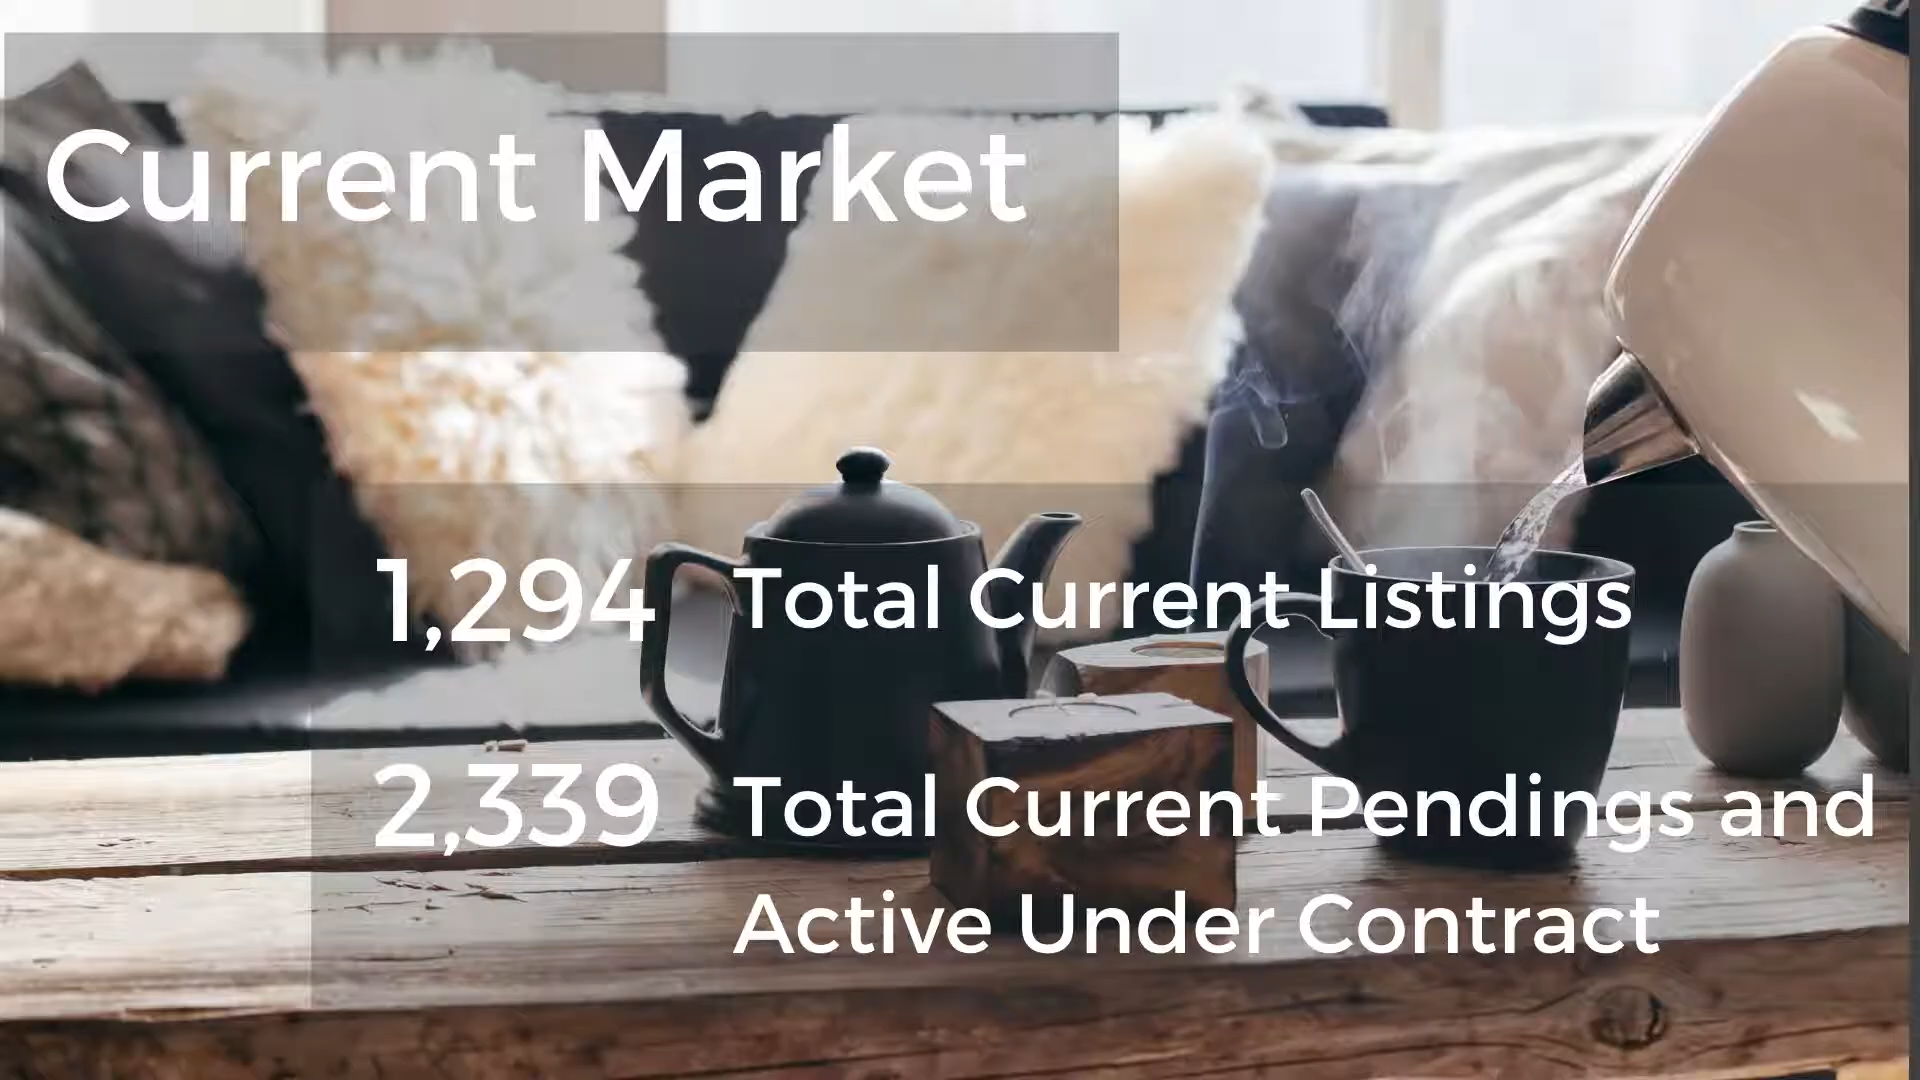 Current Market
1,294 Total Current Listings
2,339 Total Current Pendings and
Active Under Contract